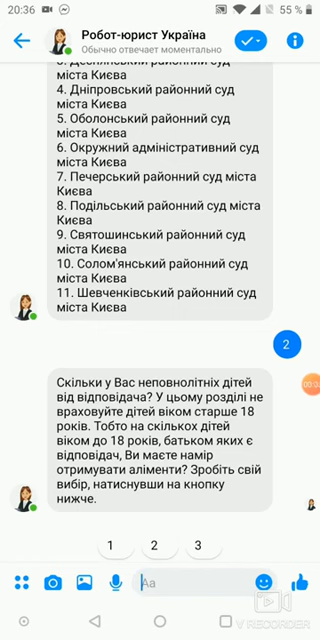 20:36
55 %
Робот-юрист Україна
Обычно отвечает моментально
3. Деснянський районний суд
міста Києва
4. Дніпровський районний суд
міста Києва
5. Оболонський районний суд
міста Києва
6. Окружний адміністративний суд
міста Києва
7. Печерський районний суд міста
Києва
8. Подільський районний суд міста
Києва
9. Святошинський районний суд
міста Києва
10. Солом'янський районний суд
міста Києва
11. Шевченківський районний суд
міста Києва
2
Скільки у Вас неповнолітніх дітей
від відповідача? У цьому розділі не
враховуйте дітей віком старше 18
років. Тобто на скількох дітей
віком до 18 років, батьком яких є
відповідач, Ви маєте намір
отримувати аліменти? Зробіть свій
вибір, натиснувши на кнопку
нижче.
1 2 3
Aa
RECORDER